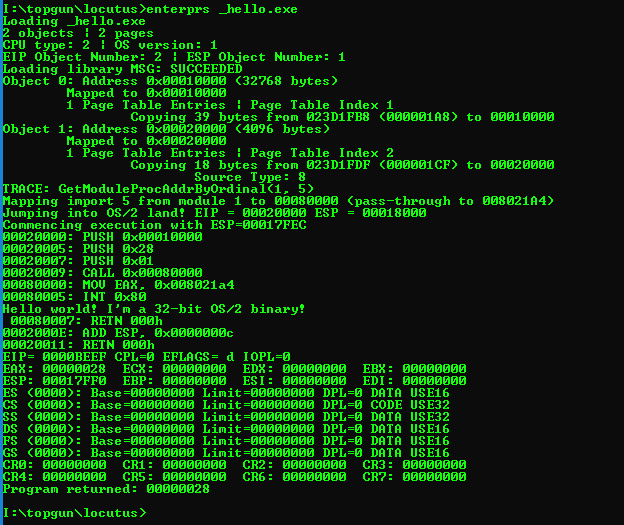 I:\topgun\locutus>enterprs _hello.exe
Loading _hello.exe
2 objects ¦ 2 pages
CPU type: 2 ¦ OS version: 1
EIP Object Number: 2 ¦ ESP Object Number: 1
Loading library MSG: SUCCEEDED
Object 0: Address 0x00010000 (32768 bytes)
Mapped to 0x00010000
1 Page Table Entries ¦ Page Table Index 1
Copying 39 bytes from 023D1FB8 (000001A8) to 00010000
Object 1: Address 0x00020000 (4096 bytes)
Mapped to 0x00020000
1 Page Table Entries ¦ Page Table Index 2
Copying 18 bytes from 023D1FDF (000001CF) to 00020000
Source Type: 8
TRACE: GetModuleProcAddrByOrdinal(1, 5)
Mapping import 5 from module 1 to 00080000 (pass-through to 008021A4)
Jumping into OS/2 land! EIP = 00020000 ESP = 00018000
Commencing execution with ESP=00017FEC
00020000: PUSH 0x00010000
00020005: PUSH 0x28
00020007: PUSH 0x01
00020009: CALL 0x00080000
00080000: MOV EAX, 0x008021a4
00080005: INT 0x80
Hello world! I'm a 32-bit OS/2 binary!
00080007: RETN 000h
0002000E: ADD ESP, 0x0000000c
00020011: RETN 000h
EIP= 0000BEEF CPL=0 EFLAGS= d IOPL=0
EAX: 00000028 ECX: 00000000 EDX: 00000000 EBX: 00000000
ESP: 00017FF0 EBP: 00000000 ESI: 00000000 EDI: 00000000
ES (0000): Base=00000000 Limit=00000000 DPL=0 DATA USE16
CS (0000): Base=00000000 Limit=00000000 DPL=0 CODE USE32
SS (0000): Base=00000000 Limit=00000000 DPL=0 DATA USE32
DS (0000): Base=00000000 Limit=00000000 DPL=0 DATA USE16
FS (0000): Base=00000000 Limit=00000000 DPL=0 DATA USE16
GS (0000): Base=00000000 Limit=00000000 DPL=0 DATA USE16
CR0: 00000000 CR1: 00000000 CR2: 00000000 CR3: 00000000
CR4: 00000000 CR5: 00000000 CR6: 00000000 CR7: 00000000
Program returned: 00000028
I:\topgun\locutus>